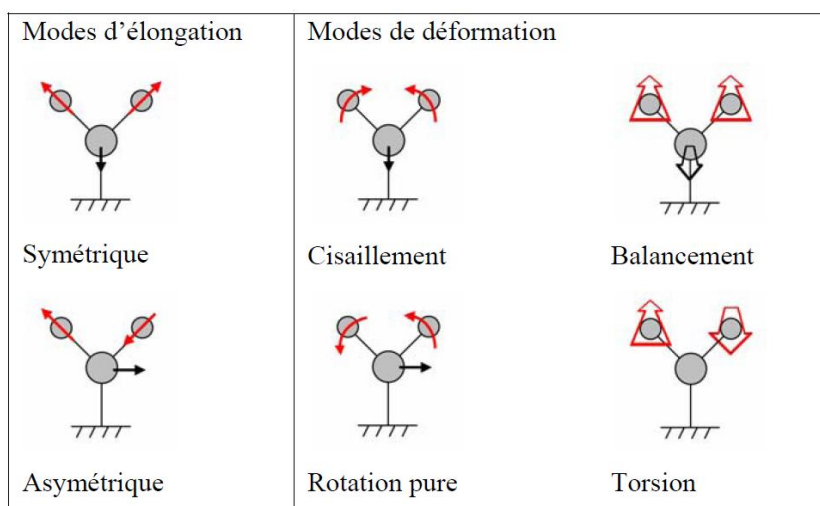 Modes d’élongation
Modes de déformation
Symétrique
Cisaillement
Balancement
Asymétrique
Rotation pure
Torsion